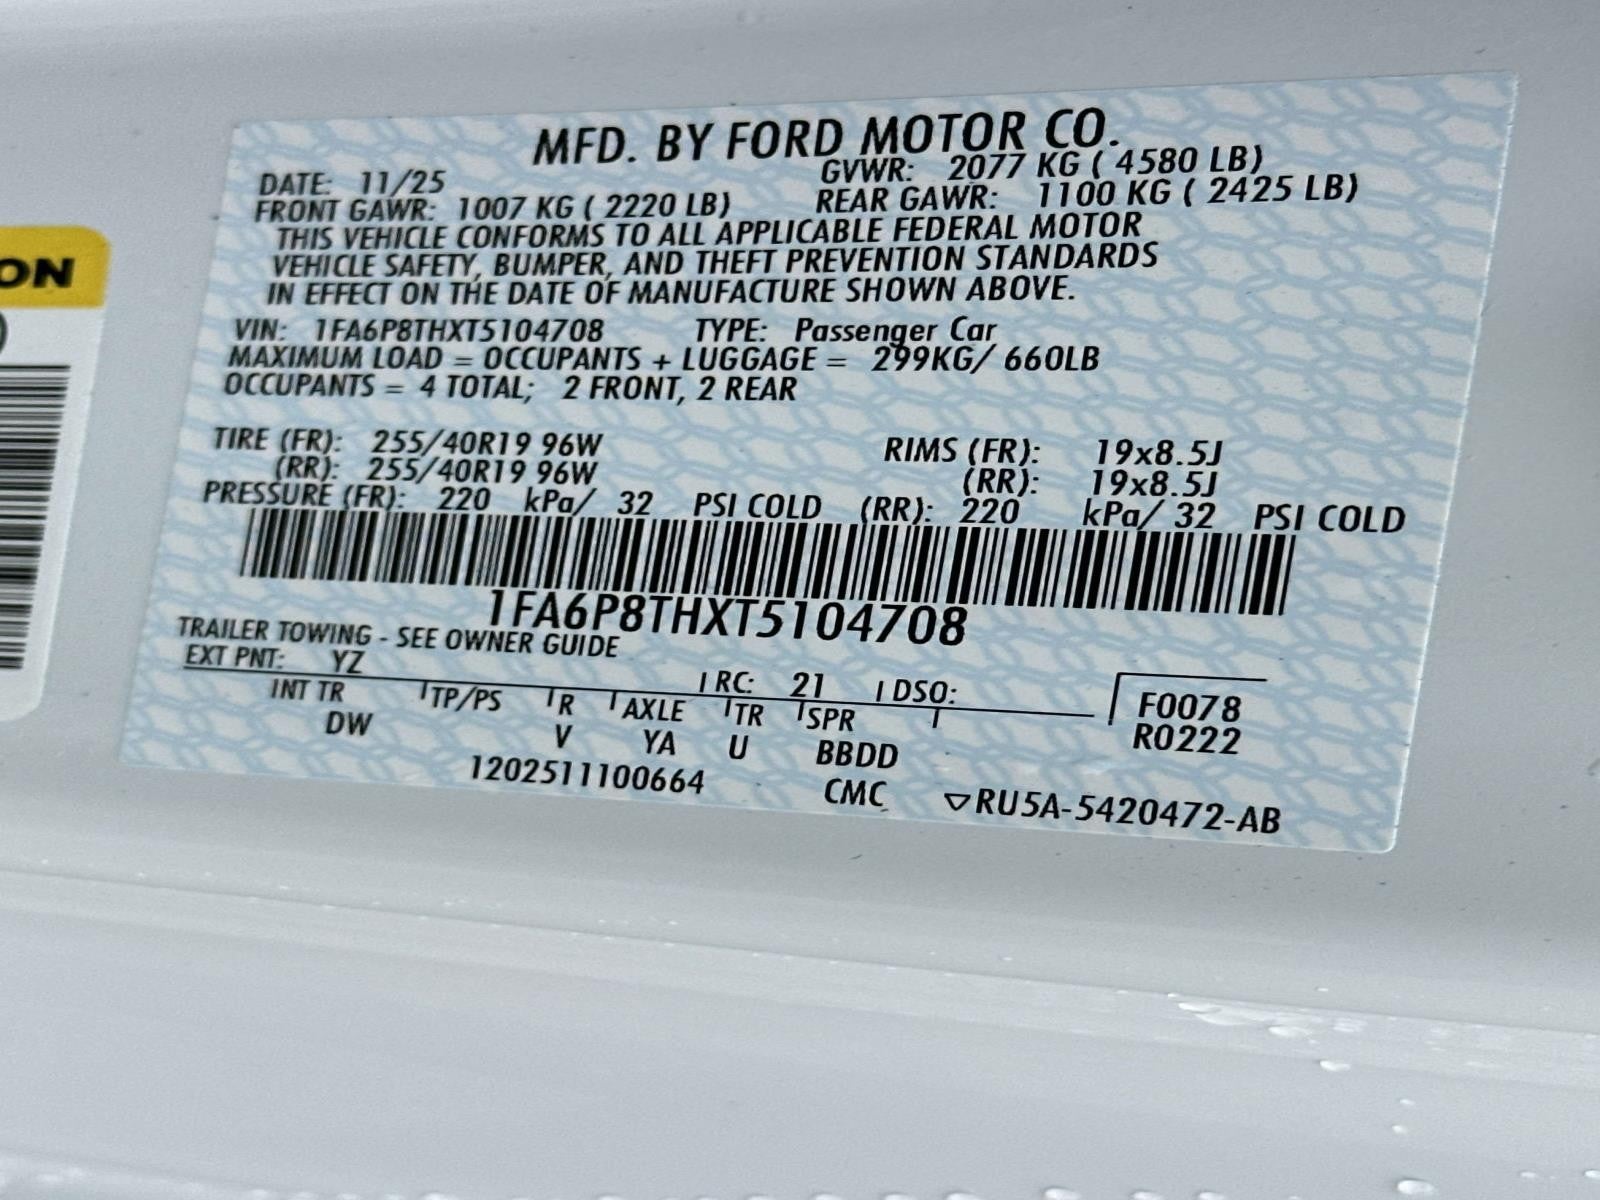 MFD. BY FORD MOTOR CO.
DATE: 11/25 GVWR: 2077 KG ( 4580 LB)
FRONT GAWR: 1007 KG ( 2220 LB) REAR GAWR: 1100 KG ( 2425 LB)
THIS VEHICLE CONFORMS TO ALL APPLICABLE FEDERAL MOTOR
VEHICLE SAFETY, BUMPER, AND THEFT PREVENTION STANDARDS
IN EFFECT ON THE DATE OF MANUFACTURE SHOWN ABOVE.
VIN: 1FA6P8THXT5104708 TYPE: Passenger Car
MAXIMUM LOAD = OCCUPANTS + LUGGAGE = 299KG/ 660LB
OCCUPANTS = 4 TOTAL; 2 FRONT, 2 REAR
TIRE (FR): 255/40R19 96W RIMS (FR): 19x8.5J
(RR): 255/40R19 96W (RR): 19x8.5J
PRESSURE (FR): 220 kPa/ 32 PSI COLD (RR): 220 kPa/ 32 PSI COLD
1FA6P8THXT5104708
TRAILER TOWING - SEE OWNER GUIDE
EXT PNT: YZ RC: 21 DSO: F0078
INT TR TP/PS R AXLE TR SPR R0222
DW V YA U BBDD
1202511100664 CMC ▽RU5A-5420472-AB
ON